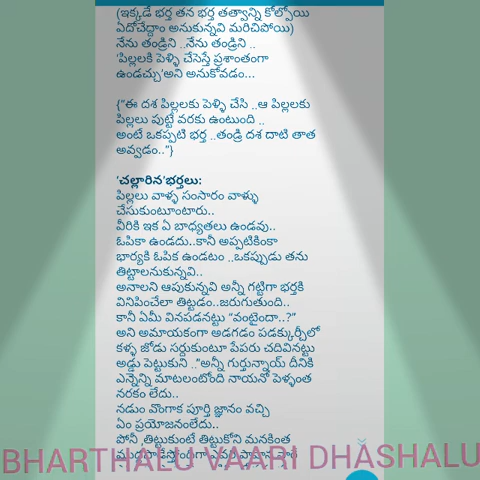 (ఇక్కడే భర్త తన భర్త తత్వాన్ని కోల్పోయి
ఏదోచేద్దాం అనుకున్నవి మరిచిపోయి)
నేను తండ్రిని ..నేను తండ్రిని ..
'పిల్లలకి పెళ్ళి చేసెస్తే ప్రశాంతంగా
ఉండచ్చు'అని అనుకోవడం...
{"ఈ దశ పిల్లలకు పెళ్ళి చేసి ..ఆ పిల్లలకు
పిల్లలు పుట్టే వరకు ఉంటుంది ..
అంటే ఒకప్పటి భర్త ..తండ్రి దశ దాటి తాత
అవ్వడం.."}
'చల్లారిన'భర్తలు:
పిల్లలు వాళ్ళ సంసారం వాళ్ళు
చేసుకుంటూంటారు..
వీరికి ఇక ఏ బాధ్యతలు ఉండవు..
ఓపికా ఉండదు..కానీ అప్పటికింకా
భార్యకి ఓపిక ఉండటం ..ఒకప్పుడు తను
తిట్టాలనుకున్నవి..
అనాలని ఆపుకున్నవి అన్నీ గట్టిగా భర్తకి
వినిపించేలా తిట్టడం..జరుగుతుంది..
కానీ ఏమీ వినపడనట్టు "వంటైందా..?"
అని అమాయకంగా అడగడం పడక్కుర్చీలో
కళ్ళ జోడు సర్దుకుంటూ పేపరు చదివినట్టు
అడ్డు పెట్టుకుని .."అన్నీ గుర్తున్నాయ్ దీనికి
ఎన్నెన్ని మాటలంటోంది నాయనో పెళ్ళంత
నరకం లేదు..
నడుం వొంగాక పూర్తి జ్ఞానం వచ్చి
ఏం ప్రయోజనంలేదు..
పోనీ ,తిట్టుకుంటే తిట్టుకోని మనకింత
BHARTHALU VAARI DHASHALU